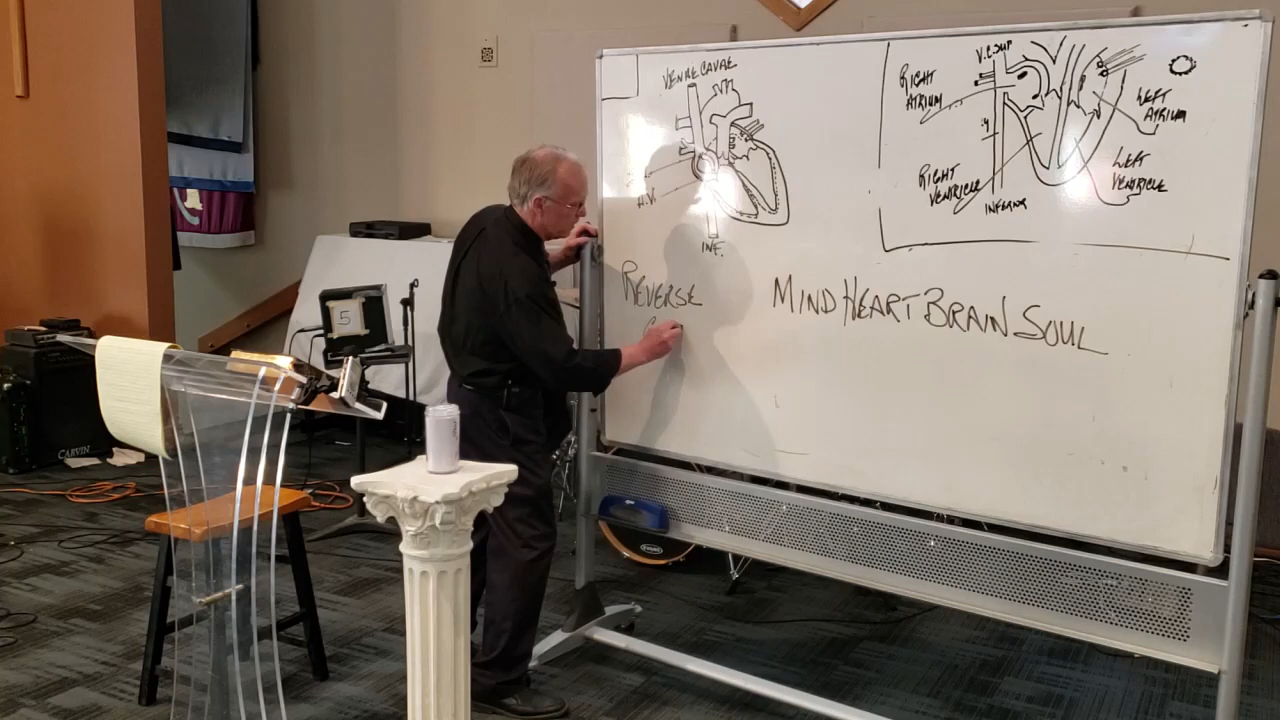 VENAE CAVAE
INF.
V.C. SUP
RIGHT
ATRIUM
LEFT
ATRIUM
RIGHT
VENTRICLE
LEFT
VENTRICLE
INFERIOR
REVERSE
MIND HEART BRAIN SOUL
5
CARVIN
EVANS